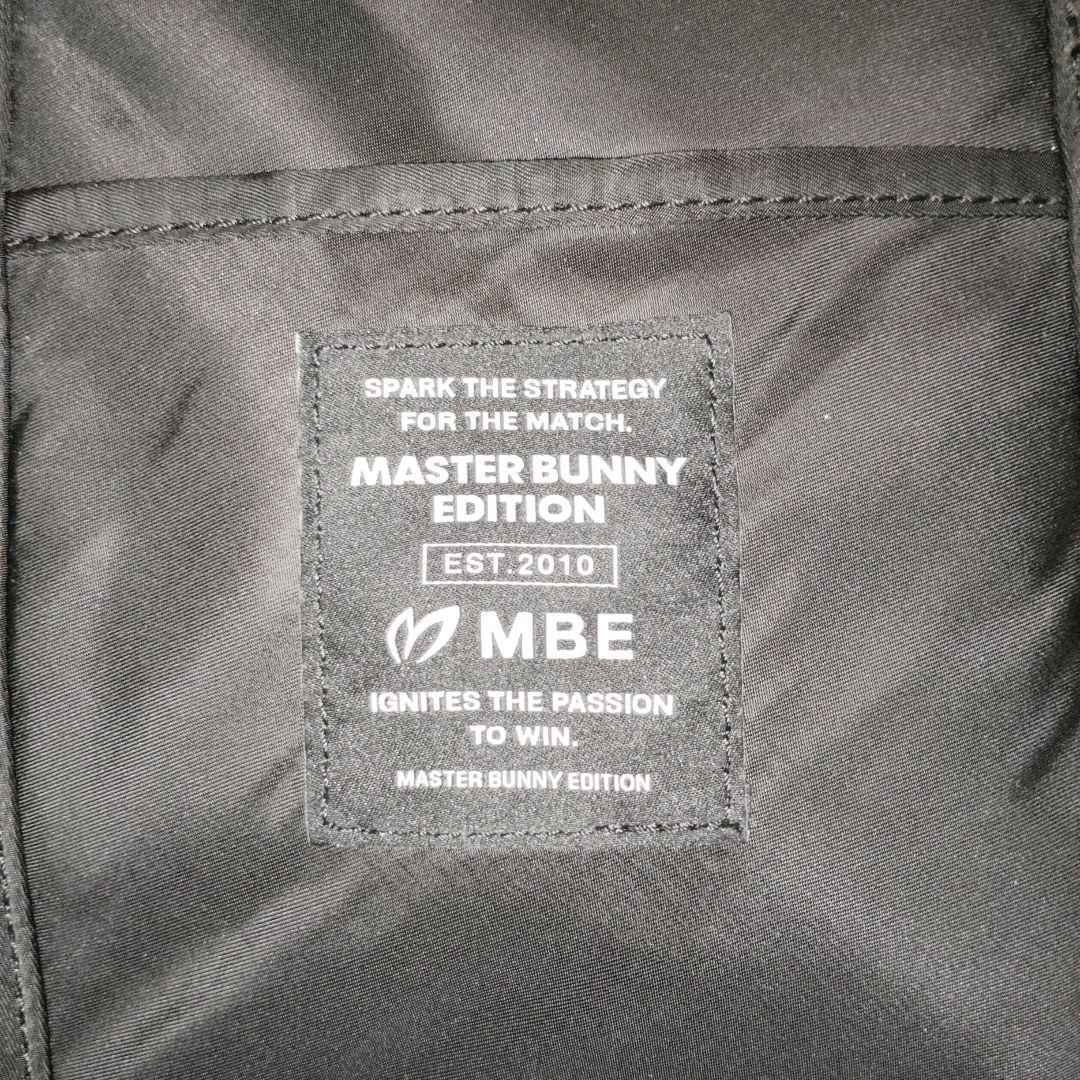 SPARK THE STRATEGY
FOR THE MATCH.
MASTER BUNNY
EDITION
EST.2010
MBE
IGNITES THE PASSION
TO WIN.
MASTER BUNNY EDITION